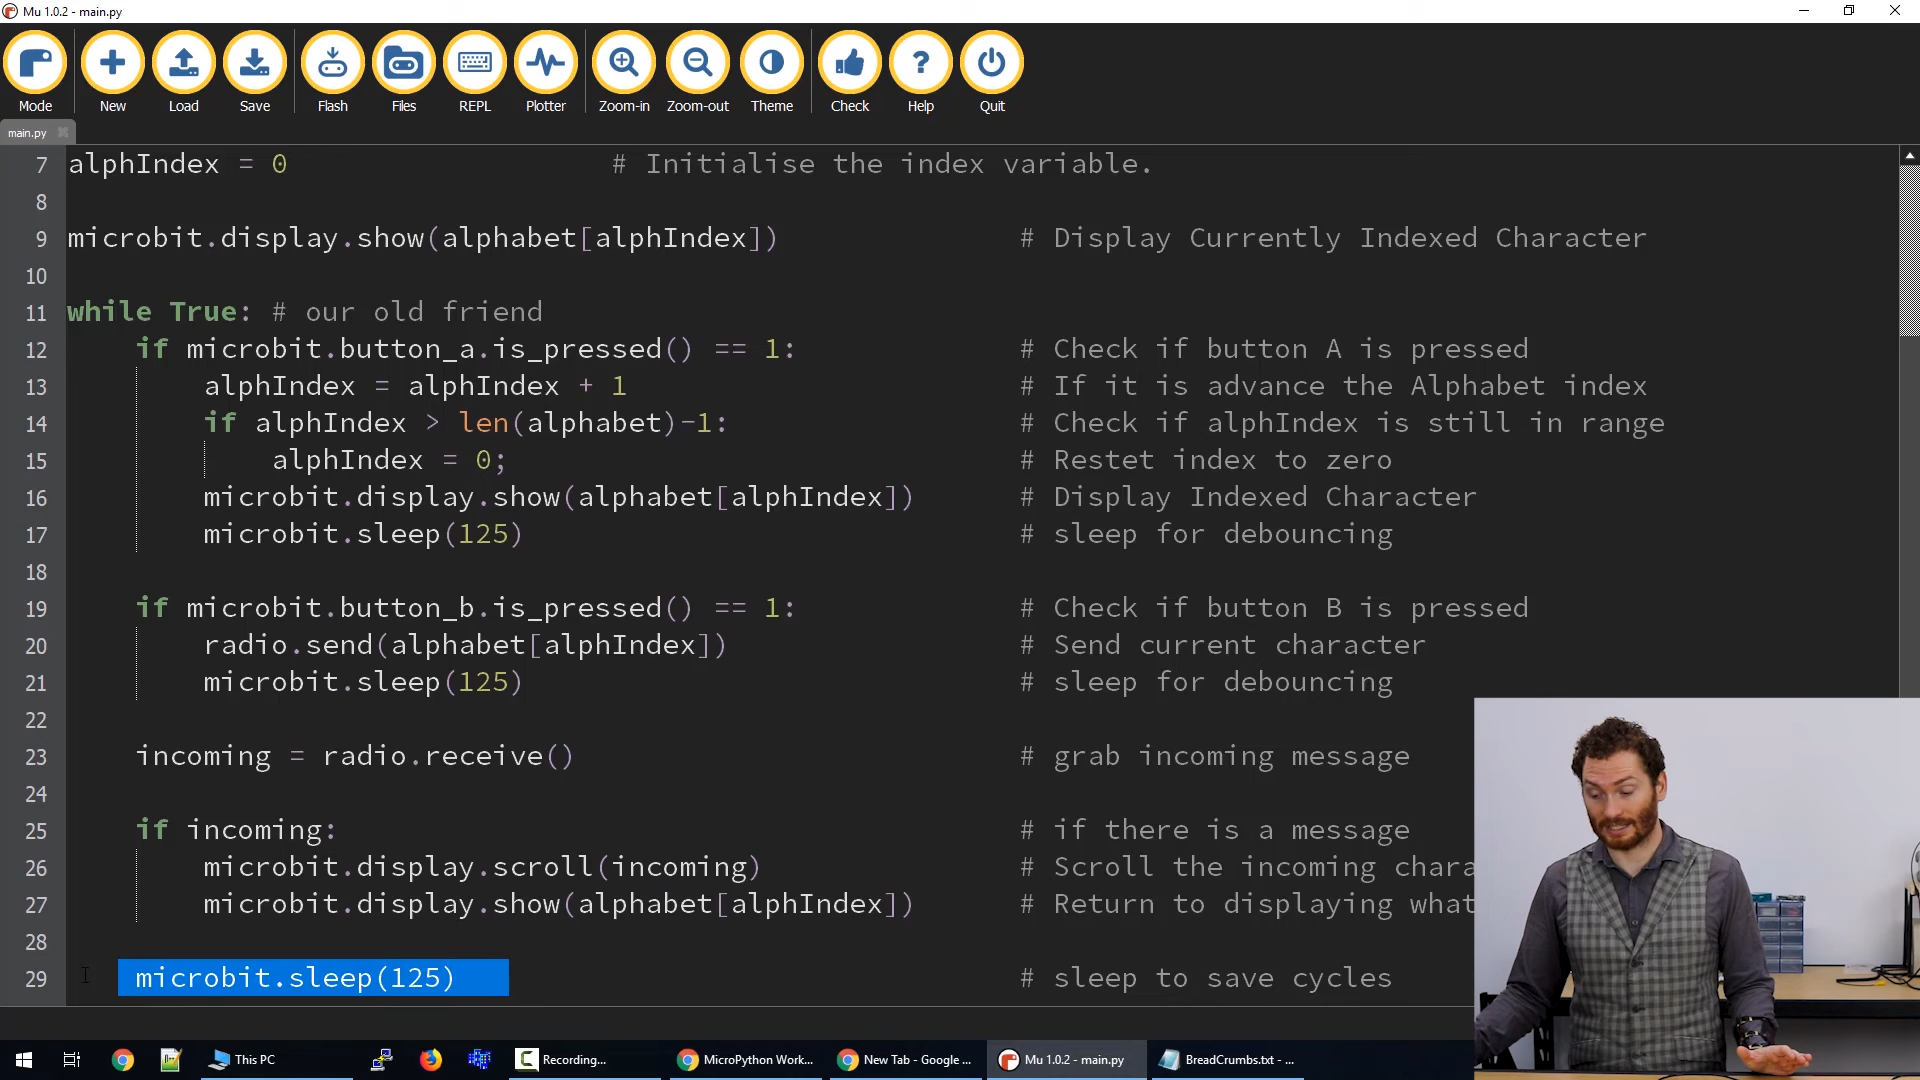 Mu 1.0.2 - main.py
Mode New Load Save Flash Files REPL Plotter Zoom-in Zoom-out Theme Check Help Quit
main.py
7 alphIndex = 0 # Initialise the index variable.
8
9 microbit.display.show(alphabet[alphIndex]) # Display Currently Indexed Character
10
11 while True: # our old friend
12 if microbit.button_a.is_pressed() == 1: # Check if button A is pressed
13 alphIndex = alphIndex + 1 # If it is advance the Alphabet index
14 if alphIndex > len(alphabet)-1: # Check if alphIndex is still in range
15 alphIndex = 0; # Restet index to zero
16 microbit.display.show(alphabet[alphIndex]) # Display Indexed Character
17 microbit.sleep(125) # sleep for debouncing
18
19 if microbit.button_b.is_pressed() == 1: # Check if button B is pressed
20 radio.send(alphabet[alphIndex]) # Send current character
21 microbit.sleep(125) # sleep for debouncing
22
23 incoming = radio.receive() # grab incoming message
24
25 if incoming: # if there is a message
26 microbit.display.scroll(incoming) # Scroll the incoming chara
27 microbit.display.show(alphabet[alphIndex]) # Return to displaying what
28
29 microbit.sleep(125) # sleep to save cycles
This PC Recording... MicroPython Work... New Tab - Google ... Mu 1.0.2 - main.py BreadCrumbs.txt - ...